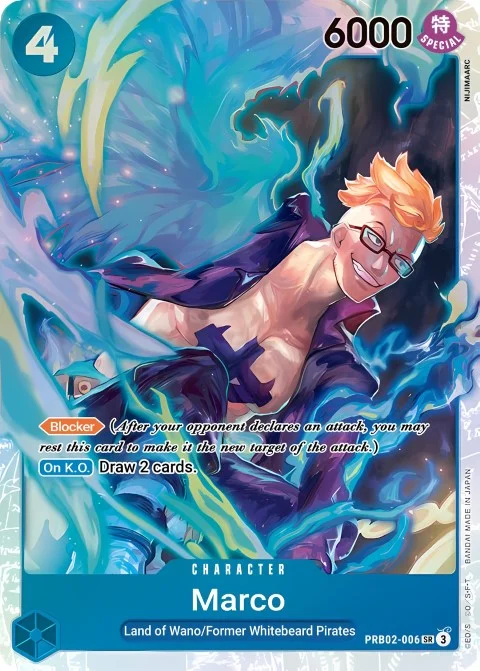 4
6000
特
SPECIAL
NIJIMAARC
Blocker (After your opponent declares an attack, you may
rest this card to make it the new target of the attack.)
On K.O. Draw 2 cards.
©E.O/S. ©O/S・F・T. BANDAI MADE IN JAPAN
CHARACTER
Marco
Land of Wano/Former Whitebeard Pirates
PRB02-006 SR 3